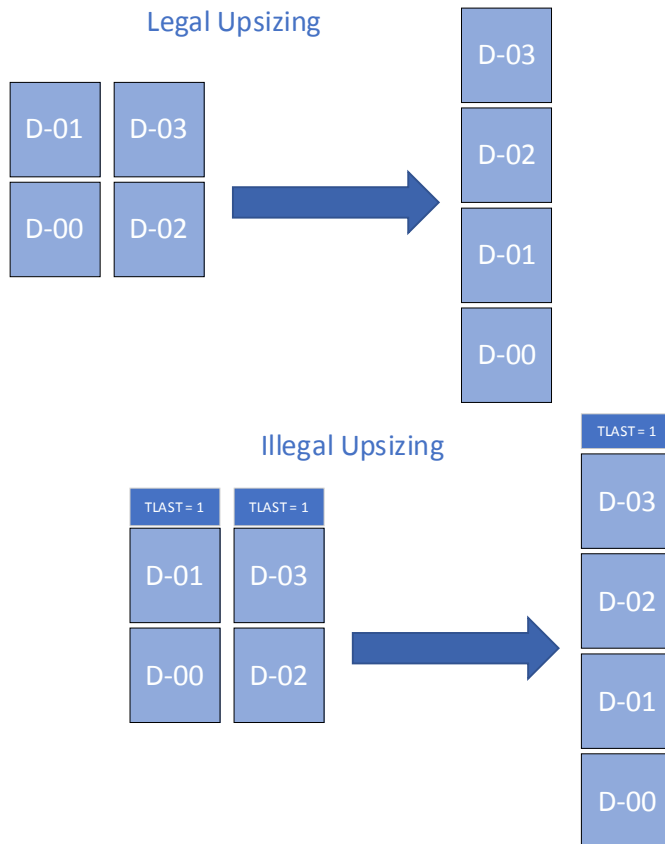 Legal Upsizing
D-01 D-03
D-00 D-02
D-03
D-02
D-01
D-00
Illegal Upsizing
TLAST = 1 TLAST = 1
D-01 D-03
D-00 D-02
TLAST = 1
D-03
D-02
D-01
D-00